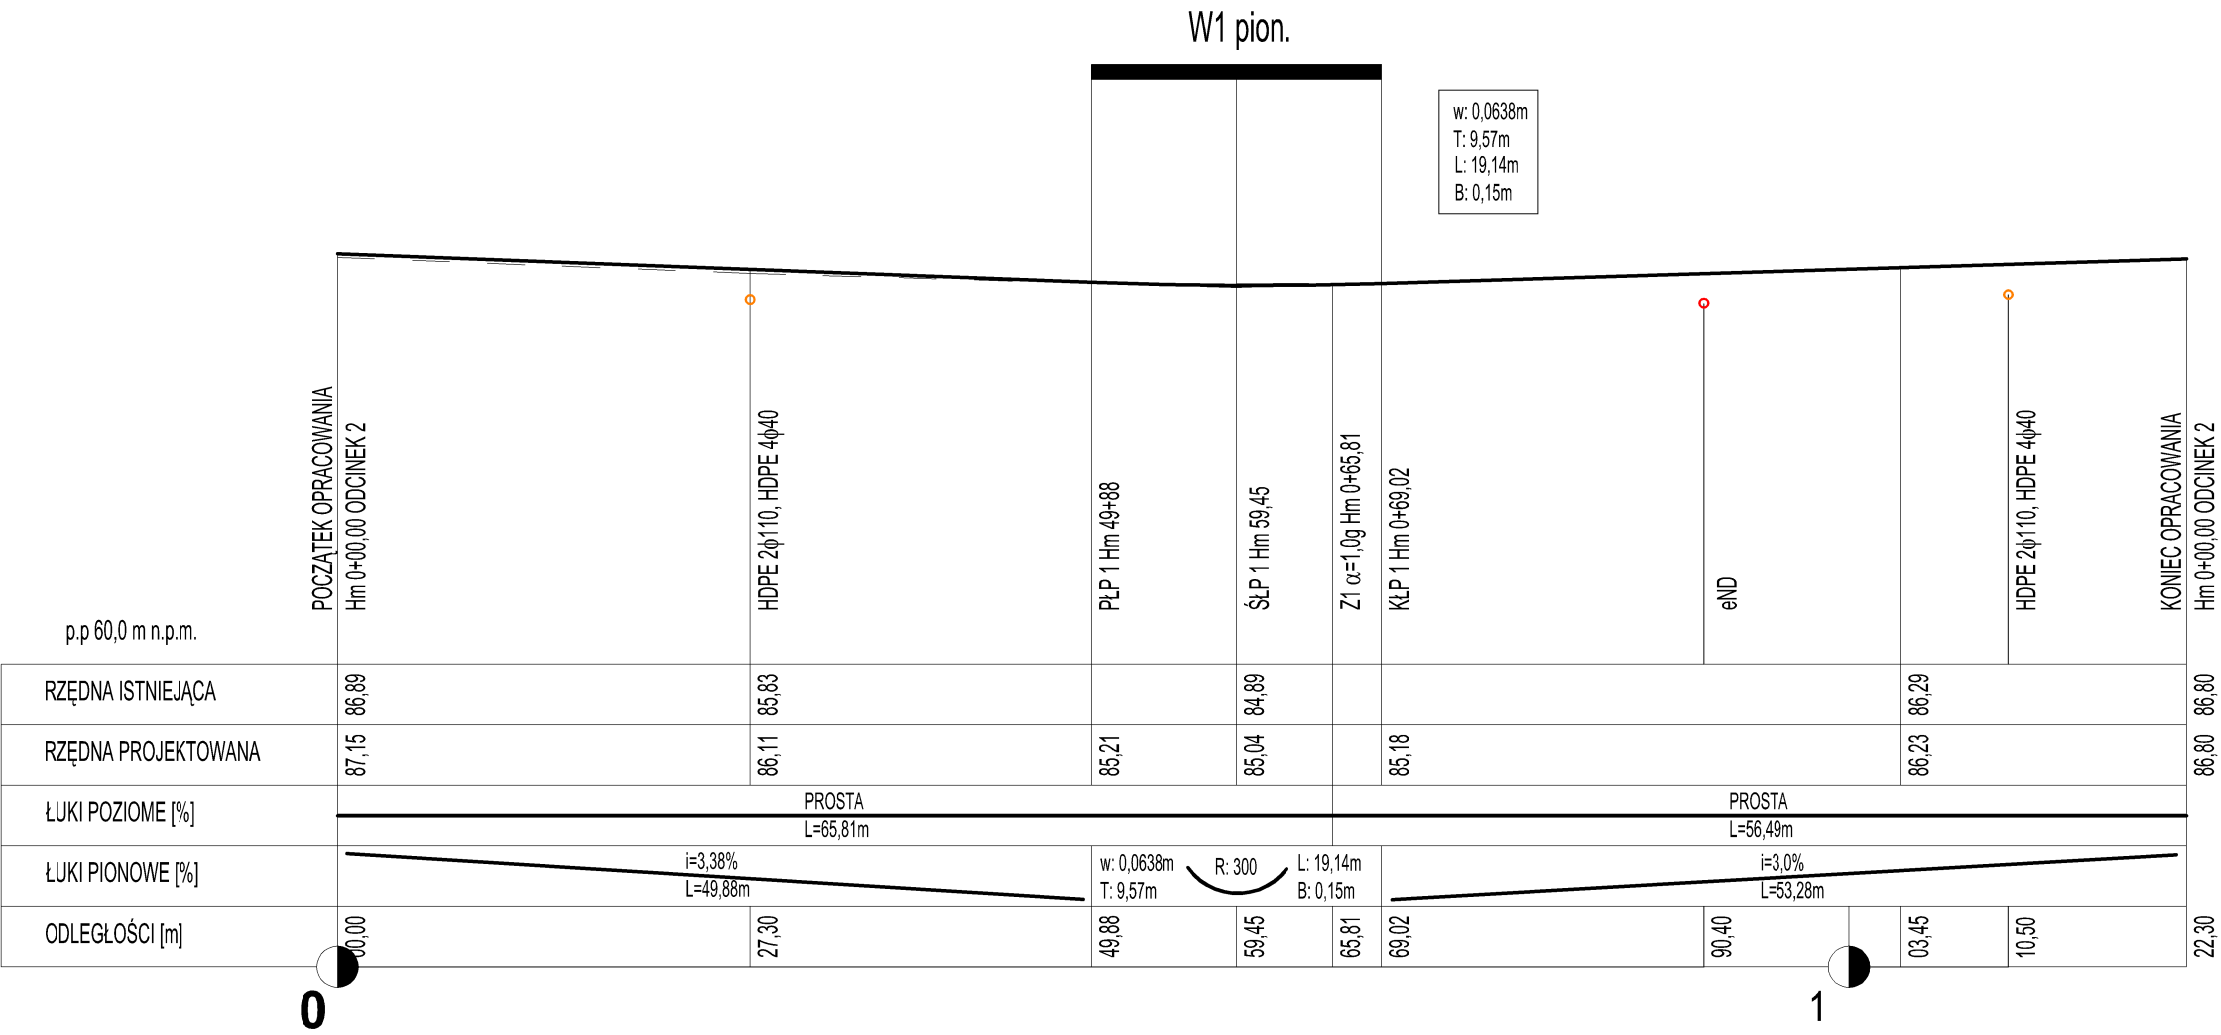 W1 pion.
w: 0,0638m
T: 9,57m
L: 19,14m
B: 0,15m
POCZĄTEK OPRACOWANIA
Hm 0+00,00 ODCINEK 2
HDPE 2ϕ110, HDPE 4ϕ40
PŁP 1 Hm 49+88
ŚŁP 1 Hm 59,45
Z1 α=1,0g Hm 0+65,81
KŁP 1 Hm 0+69,02
eND
HDPE 2ϕ110, HDPE 4ϕ40
KONIEC OPRACOWANIA
Hm 0+00,00 ODCINEK 2
p.p 60,0 m n.p.m.
RZĘDNA ISTNIEJĄCA
86,89
85,83
84,89
86,29
86,80
RZĘDNA PROJEKTOWANA
87,15
86,11
85,21
85,04
85,18
86,23
86,80
ŁUKI POZIOME [%]
PROSTA
L=65,81m
PROSTA
L=56,49m
ŁUKI PIONOWE [%]
i=3,38%
L=49,88m
w: 0,0638m
T: 9,57m
R: 300
L: 19,14m
B: 0,15m
i=3,0%
L=53,28m
ODLEGŁOŚCI [m]
00,00
27,30
49,88
59,45
65,81
69,02
90,40
03,45
10,50
22,30
0
1